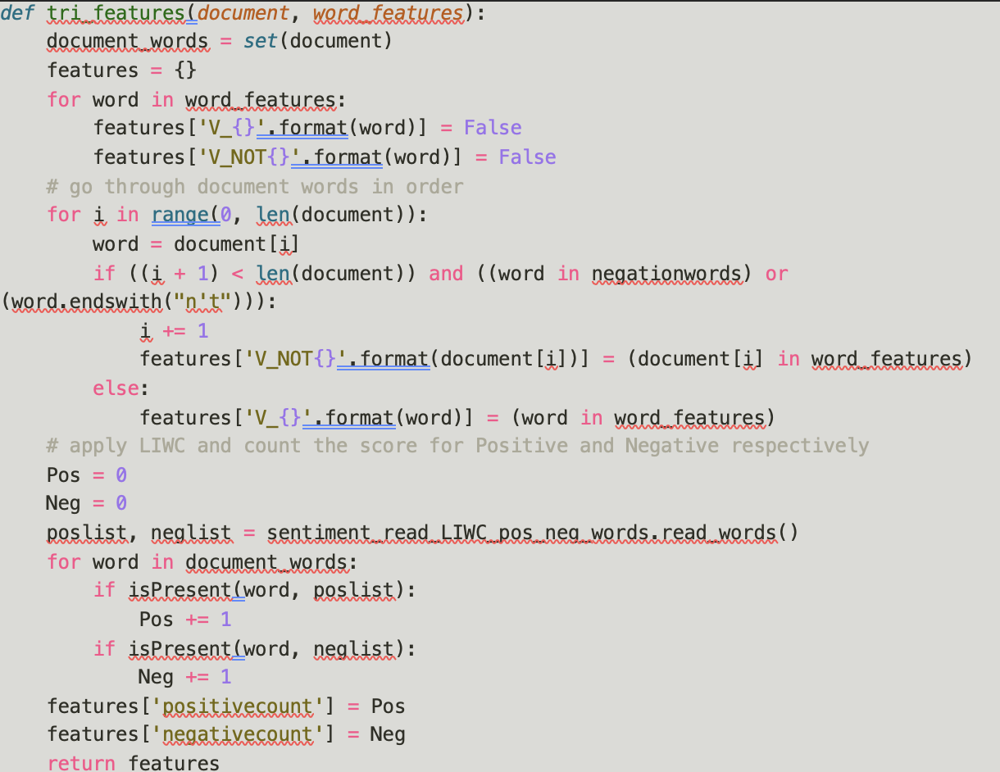 def tri_features(document, word_features):
    document_words = set(document)
    features = {}
    for word in word_features:
        features['V_{}'.format(word)] = False
        features['V_NOT{}'.format(word)] = False
    # go through document words in order
    for i in range(0, len(document)):
        word = document[i]
        if ((i + 1) < len(document)) and ((word in negationwords) or
(word.endswith("n't"))):
            i += 1
            features['V_NOT{}'.format(document[i])] = (document[i] in word_features)
        else:
            features['V_{}'.format(word)] = (word in word_features)
    # apply LIWC and count the score for Positive and Negative respectively
    Pos = 0
    Neg = 0
    poslist, neglist = sentiment_read_LIWC_pos_neg_words.read_words()
    for word in document_words:
        if isPresent(word, poslist):
            Pos += 1
        if isPresent(word, neglist):
            Neg += 1
    features['positivecount'] = Pos
    features['negativecount'] = Neg
    return features